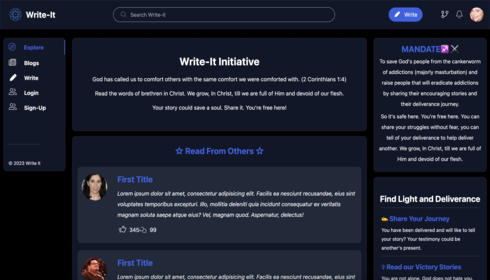 Write-It
Search Write-it
Write
Explore
Blogs
Write
Login
Sign-Up
© 2023 Write It
Write-It Initiative
God has called us to comfort others with the same comfort we were comforted with. (2 Corinthians 1:4)
Read the words of brethren in Christ. We grow, In Christ, till we are full of Him and devoid of our flesh.
Your story could save a soul. Share it. You're free here!
☆ Read From Others ☆
First Title
Lorem ipsum dolor sit amet, consectetur adipisicing elit. Facilis ea nesciunt recusandae, eius sint
voluptates temporibus excepturi. Illo, mollitia deleniti quia incidunt consequatur ex veritatis
magnam soluta saepe atque eius? Vel, magnam quod. Aspernatur, delectus!
345 99
First Title
Lorem ipsum dolor sit amet, consectetur adipisicing elit. Facilis ea nesciunt recusandae, eius sint
MANDATE
To save God's people from the cankerworm
of addictions (majorly masturbation) and
raise people that will eradicate addictions
by sharing their encouraging stories and
their deliverance journey.
So it's safe here. You're free here. You can
share your struggles without fear, you can
tell of your deliverance to help deliver
another. We grow, In Christ, till we are full of
Him and devoid of our flesh.
Find Light and Deliverance
Share Your Journey
You have been delivered and will like to
tell your story? Your testimony could be
another's present.
Read our Victory Stories
You are not alone. God does not hate you.